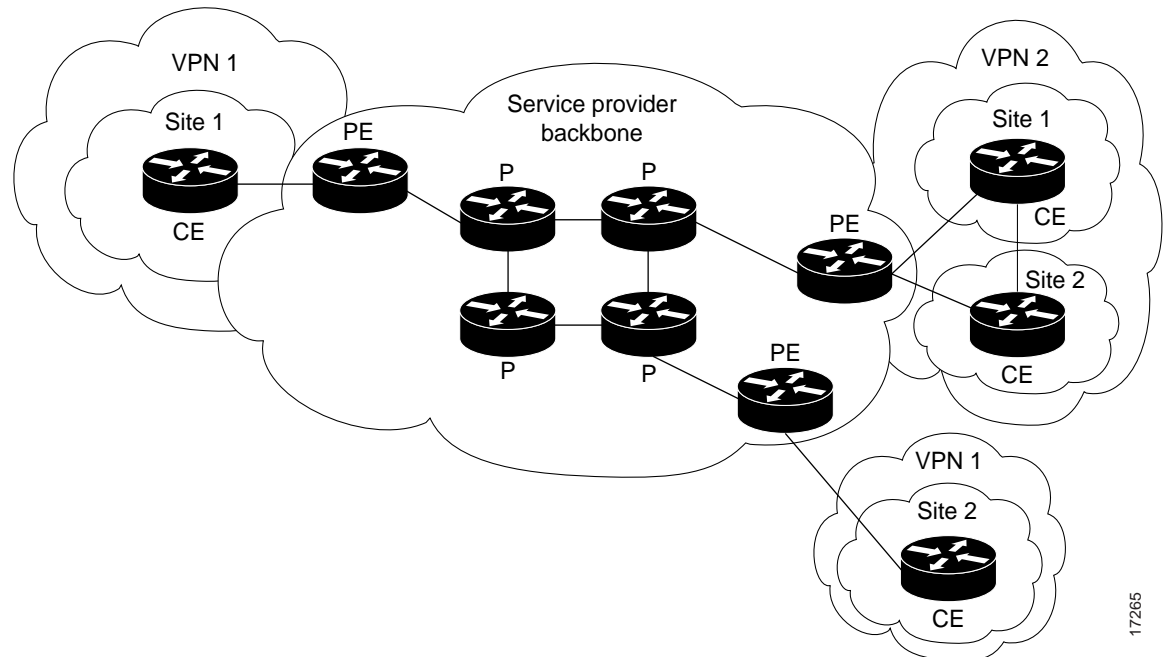 VPN 1
Site 1
CE
PE
Service provider
backbone
P
P
P
P
PE
PE
VPN 2
Site 1
CE
Site 2
CE
VPN 1
Site 2
CE
17265